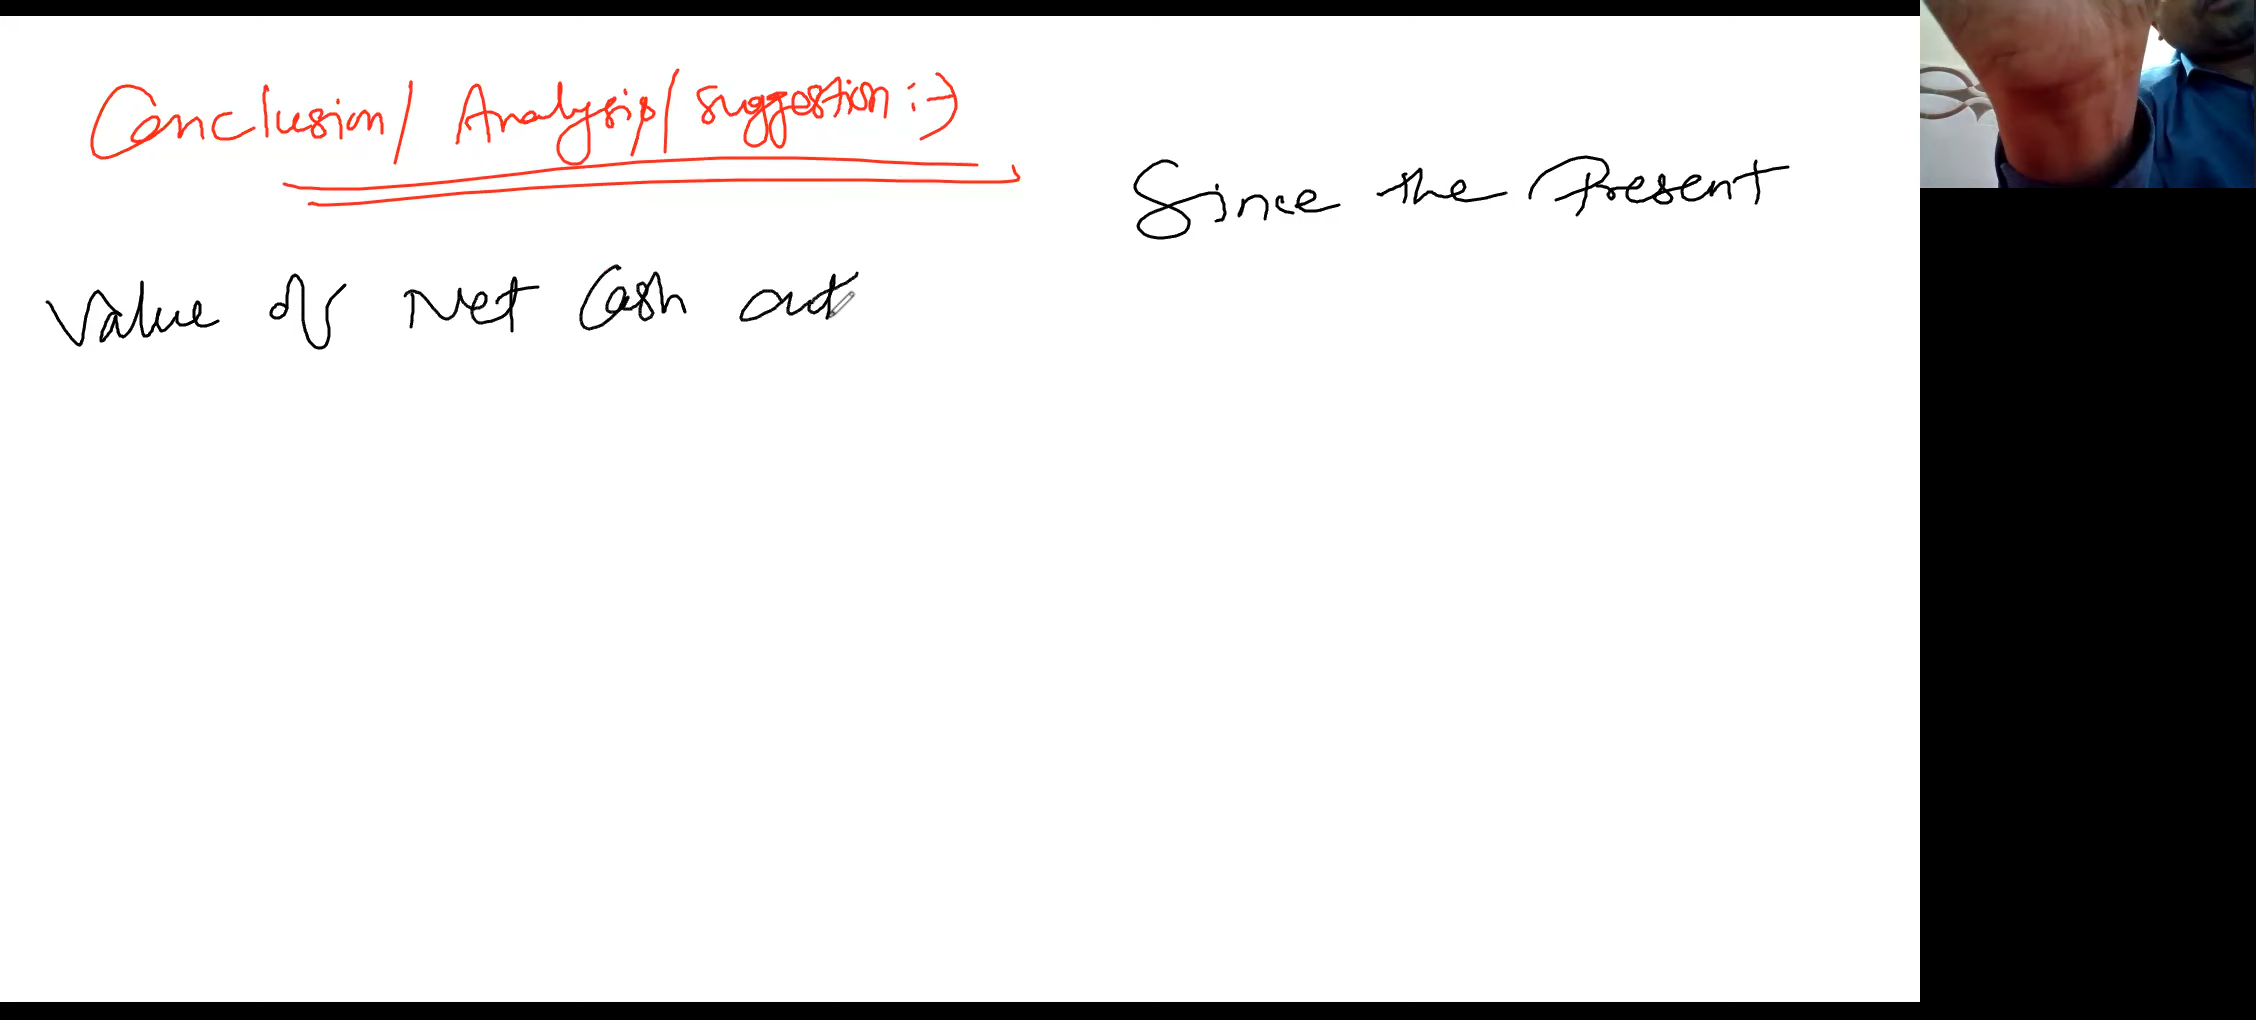 Conclusion/ Analysis/ Suggestion :-)
Since the Present
Value of Net Cash out